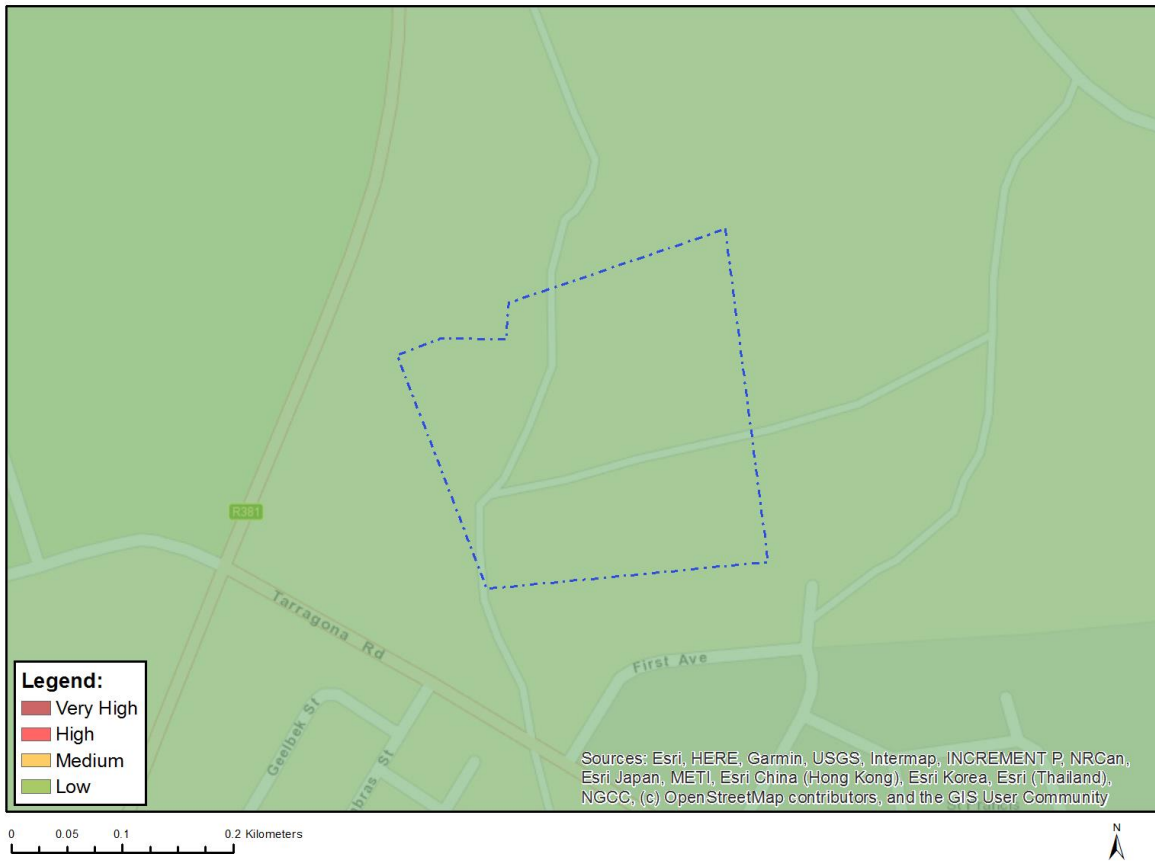 R381
Tarragona Rd
First Ave
Geelbek St
Legend:
Very High
High
Medium
Low
Sources: Esri, HERE, Garmin, USGS, Intermap, INCREMENT P, NRCan,
Esri Japan, METI, Esri China (Hong Kong), Esri Korea, Esri (Thailand),
NGCC, (c) OpenStreetMap contributors, and the GIS User Community
0 0.05 0.1 0.2 Kilometers
N